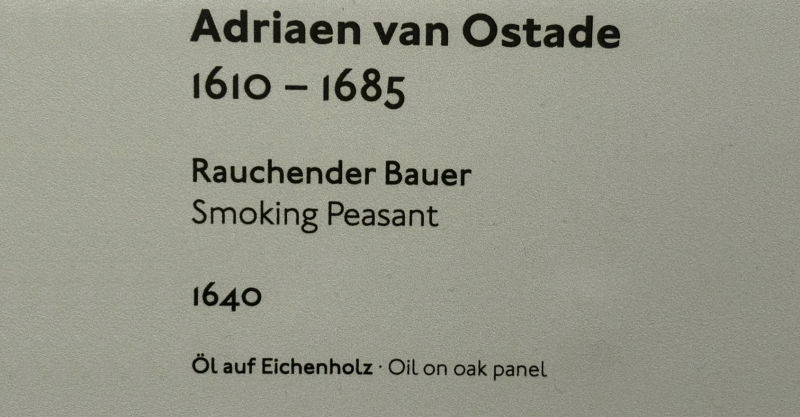 Adriaen van Ostade
1610 – 1685
Rauchender Bauer
Smoking Peasant
1640
Öl auf Eichenholz · Oil on oak panel